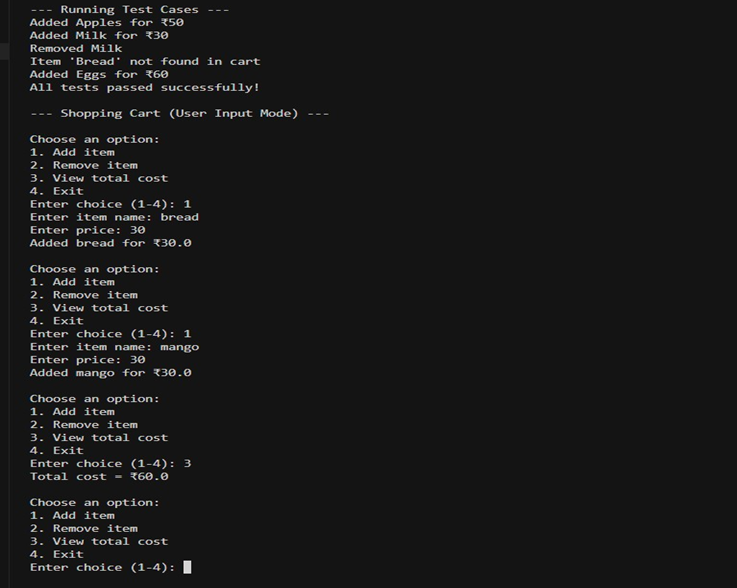 --- Running Test Cases ---
Added Apples for ₹50
Added Milk for ₹30
Removed Milk
Item 'Bread' not found in cart
Added Eggs for ₹60
All tests passed successfully!
--- Shopping Cart (User Input Mode) ---
Choose an option:
1. Add item
2. Remove item
3. View total cost
4. Exit
Enter choice (1-4): 1
Enter item name: bread
Enter price: 30
Added bread for ₹30.0
Choose an option:
1. Add item
2. Remove item
3. View total cost
4. Exit
Enter choice (1-4): 1
Enter item name: mango
Enter price: 30
Added mango for ₹30.0
Choose an option:
1. Add item
2. Remove item
3. View total cost
4. Exit
Enter choice (1-4): 3
Total cost = ₹60.0
Choose an option:
1. Add item
2. Remove item
3. View total cost
4. Exit
Enter choice (1-4):